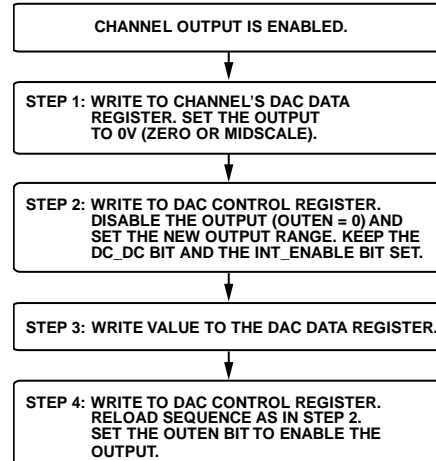 CHANNEL OUTPUT IS ENABLED.
STEP 1: WRITE TO CHANNEL'S DAC DATA
REGISTER. SET THE OUTPUT
TO 0V (ZERO OR MIDSCALE).
STEP 2: WRITE TO DAC CONTROL REGISTER.
DISABLE THE OUTPUT (OUTEN = 0) AND
SET THE NEW OUTPUT RANGE. KEEP THE
DC_DC BIT AND THE INT_ENABLE BIT SET.
STEP 3: WRITE VALUE TO THE DAC DATA REGISTER.
STEP 4: WRITE TO DAC CONTROL REGISTER.
RELOAD SEQUENCE AS IN STEP 2.
SET THE OUTEN BIT TO ENABLE THE
OUTPUT.